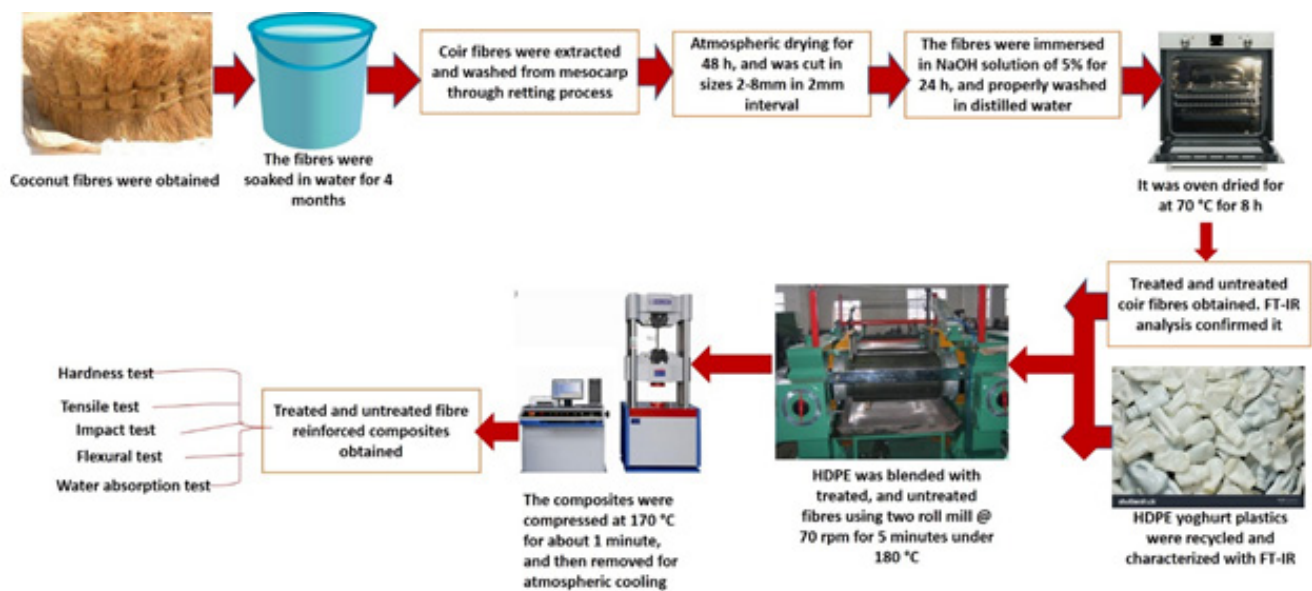 Coconut fibres were obtained
The fibres were
soaked in water for 4
months
Coir fibres were extracted
and washed from mesocarp
through retting process
Atmospheric drying for
48 h, and was cut in
sizes 2-8mm in 2mm
interval
The fibres were immersed
in NaOH solution of 5% for
24 h, and properly washed
in distilled water
It was oven dried for
at 70 °C for 8 h
Treated and untreated
coir fibres obtained. FT-IR
analysis confirmed it
HDPE yoghurt plastics
were recycled and
characterized with FT-IR
HDPE was blended with
treated, and untreated
fibres using two roll mill @
70 rpm for 5 minutes under
180 °C
The composites were
compressed at 170 °C
for about 1 minute,
and then removed for
atmospheric cooling
Treated and untreated fibre
reinforced composites
obtained
Hardness test
Tensile test
Impact test
Flexural test
Water absorption test